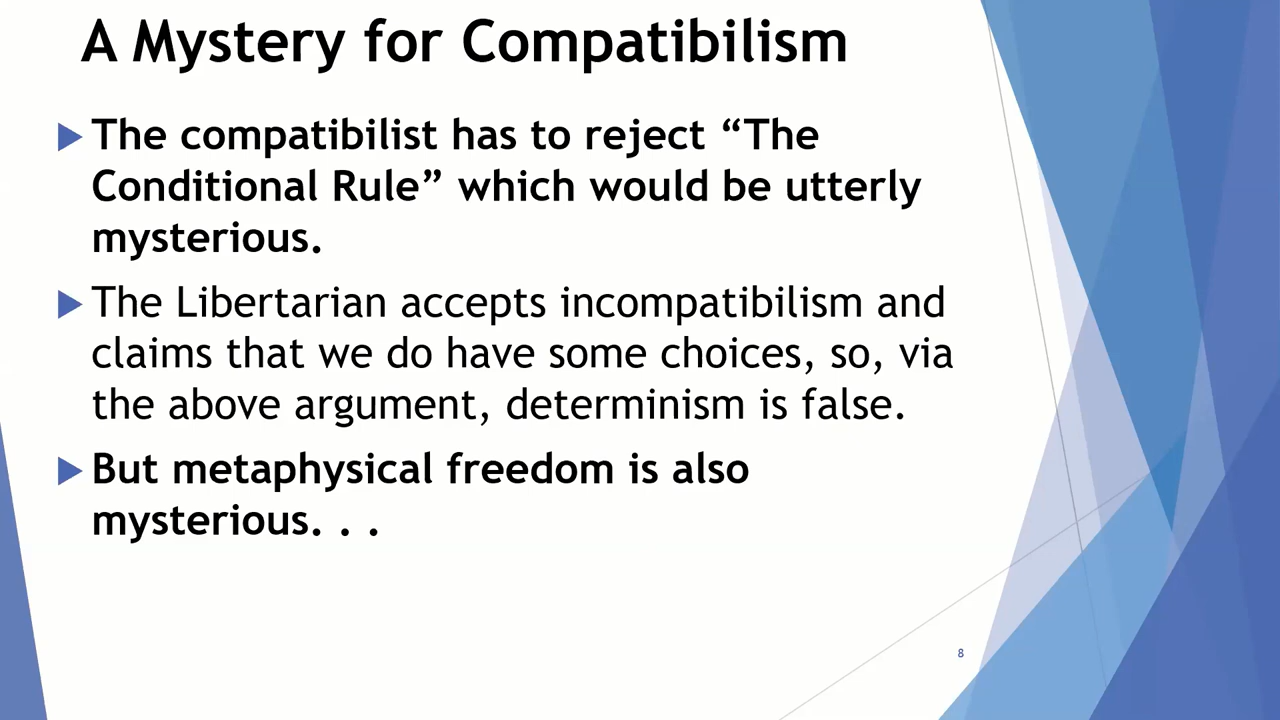 A Mystery for Compatibilism
The compatibilist has to reject “The
Conditional Rule” which would be utterly
mysterious.
The Libertarian accepts incompatibilism and
claims that we do have some choices, so, via
the above argument, determinism is false.
But metaphysical freedom is also
mysterious. . .
8